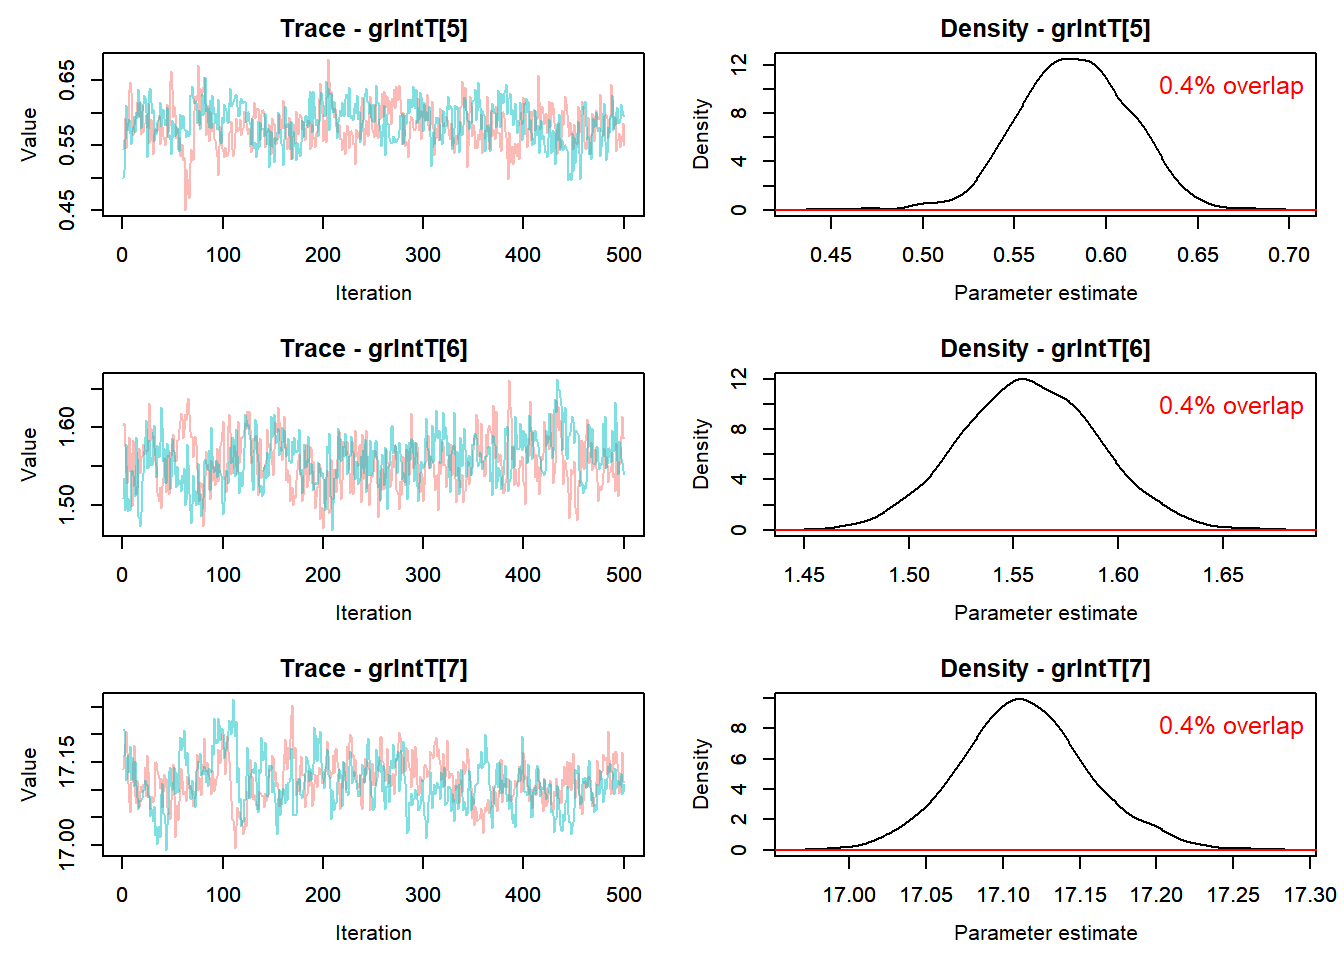 Trace - grIntT[5]
Value
0.45 0.55 0.65
0 100 200 300 400 500
Iteration
Density - grIntT[5]
0.4% overlap
Density
0 4 8 12
0.45 0.50 0.55 0.60 0.65 0.70
Parameter estimate
Trace - grIntT[6]
Value
1.50 1.60
0 100 200 300 400 500
Iteration
Density - grIntT[6]
0.4% overlap
Density
0 4 8 12
1.45 1.50 1.55 1.60 1.65
Parameter estimate
Trace - grIntT[7]
Value
17.00 17.15
0 100 200 300 400 500
Iteration
Density - grIntT[7]
0.4% overlap
Density
0 2 4 6 8
17.00 17.05 17.10 17.15 17.20 17.25 17.30
Parameter estimate